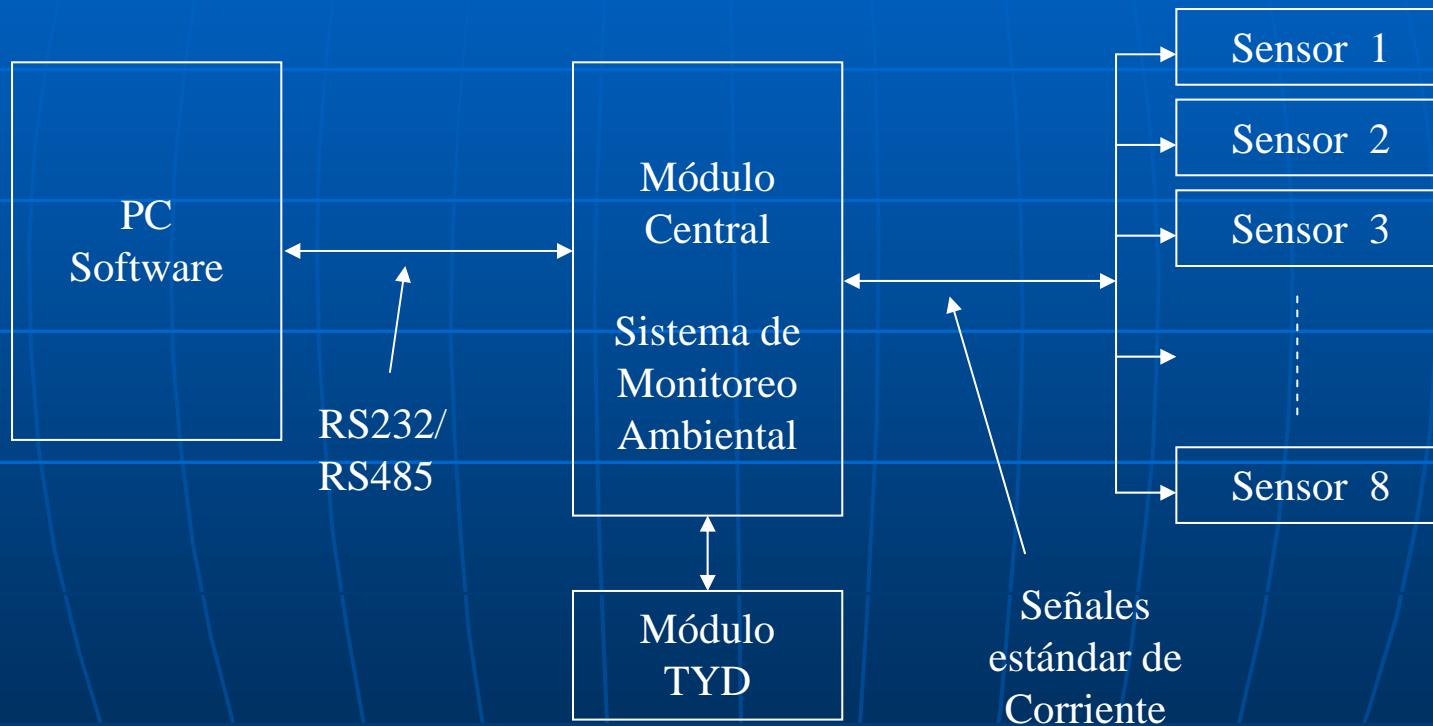 PC
Software
RS232/
RS485
Módulo
Central
Sistema de
Monitoreo
Ambiental
Módulo
TYD
Señales
estándar de
Corriente
Sensor 1
Sensor 2
Sensor 3
Sensor 8